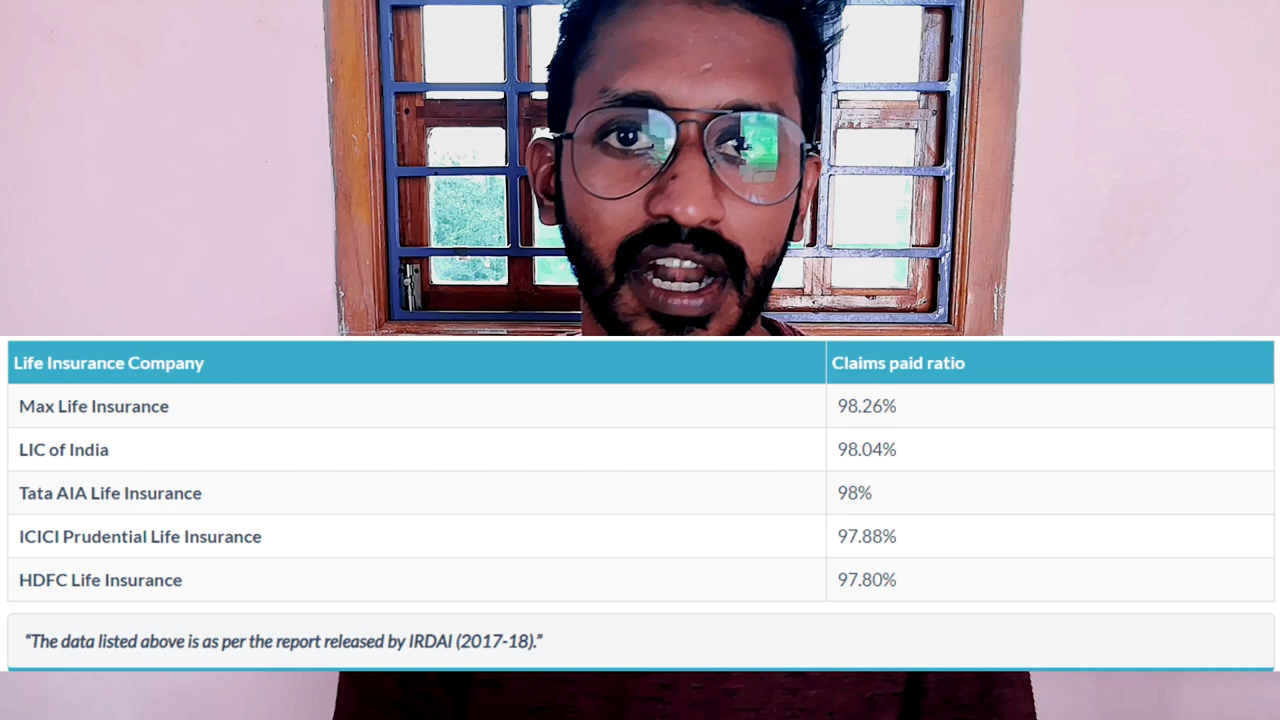 Life Insurance Company Claims paid ratio
Max Life Insurance 98.26%
LIC of India 98.04%
Tata AIA Life Insurance 98%
ICICI Prudential Life Insurance 97.88%
HDFC Life Insurance 97.80%
“The data listed above is as per the report released by IRDAI (2017-18).”